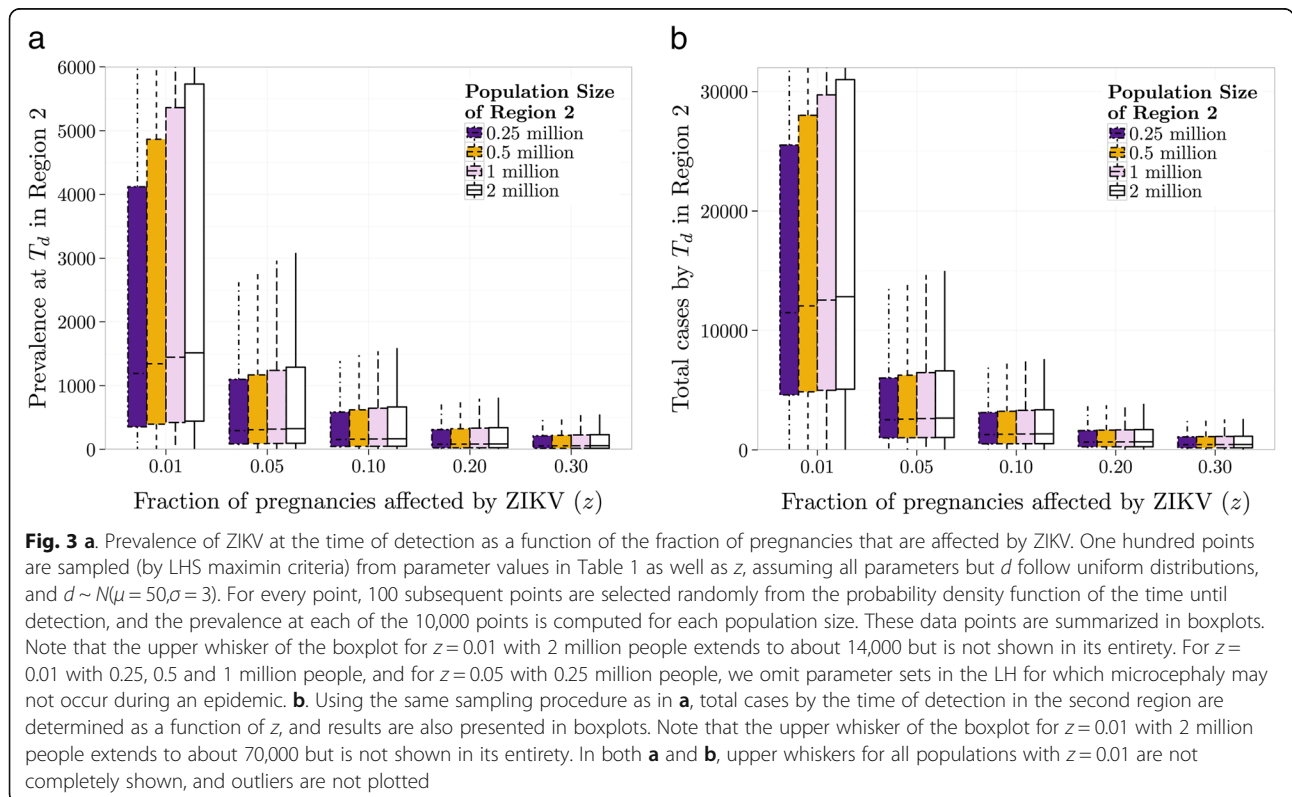 a
6000
5000
4000
3000
2000
1000
0
Prevalence at T_d in Region 2
Population Size
of Region 2
0.25 million
0.5 million
1 million
2 million
0.01 0.05 0.10 0.20 0.30
Fraction of pregnancies affected by ZIKV (z)
b
30000
20000
10000
0
Total cases by T_d in Region 2
Population Size
of Region 2
0.25 million
0.5 million
1 million
2 million
0.01 0.05 0.10 0.20 0.30
Fraction of pregnancies affected by ZIKV (z)
Fig. 3 a. Prevalence of ZIKV at the time of detection as a function of the fraction of pregnancies that are affected by ZIKV. One hundred points
are sampled (by LHS maximin criteria) from parameter values in Table 1 as well as z, assuming all parameters but d follow uniform distributions,
and d ~ N(μ = 50,σ = 3). For every point, 100 subsequent points are selected randomly from the probability density function of the time until
detection, and the prevalence at each of the 10,000 points is computed for each population size. These data points are summarized in boxplots.
Note that the upper whisker of the boxplot for z = 0.01 with 2 million people extends to about 14,000 but is not shown in its entirety. For z =
0.01 with 0.25, 0.5 and 1 million people, and for z = 0.05 with 0.25 million people, we omit parameter sets in the LH for which microcephaly may
not occur during an epidemic. b. Using the same sampling procedure as in a, total cases by the time of detection in the second region are
determined as a function of z, and results are also presented in boxplots. Note that the upper whisker of the boxplot for z = 0.01 with 2 million
people extends to about 70,000 but is not shown in its entirety. In both a and b, upper whiskers for all populations with z = 0.01 are not
completely shown, and outliers are not plotted